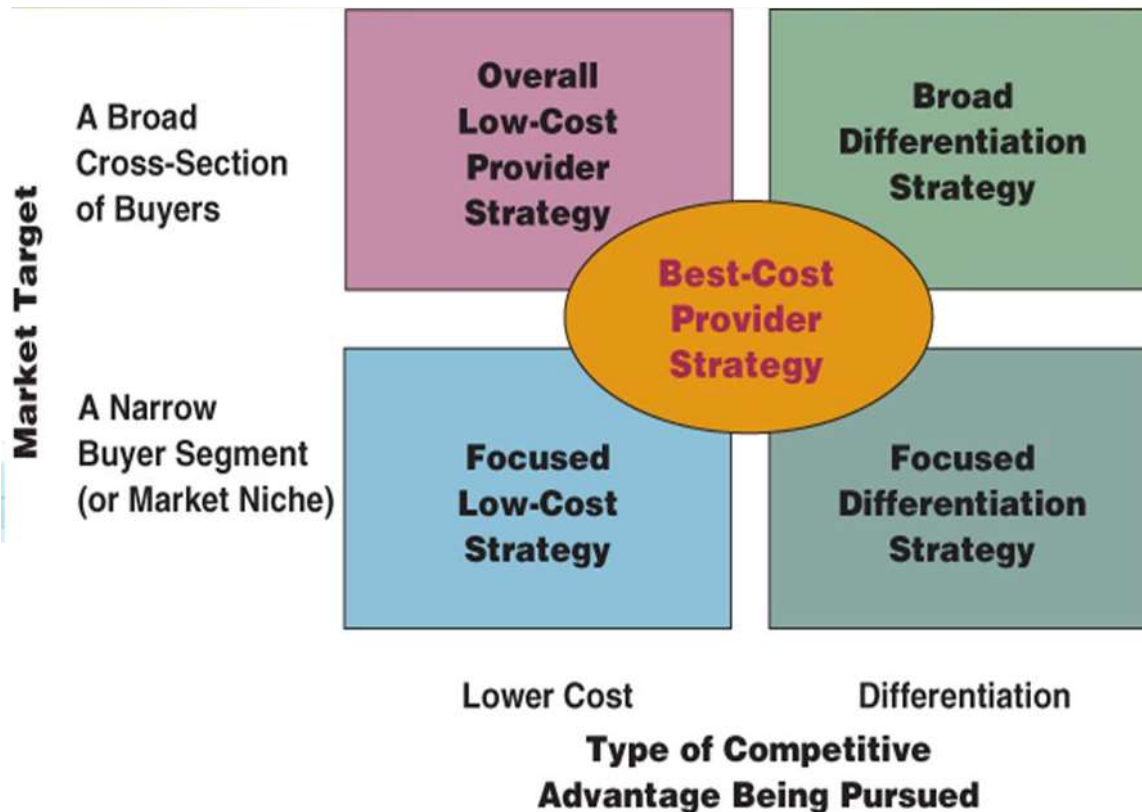 Market Target
A Broad
Cross-Section
of Buyers
Overall
Low-Cost
Provider
Strategy
Broad
Differentiation
Strategy
Best-Cost
Provider
Strategy
A Narrow
Buyer Segment
(or Market Niche)
Focused
Low-Cost
Strategy
Focused
Differentiation
Strategy
Lower Cost
Differentiation
Type of Competitive
Advantage Being Pursued